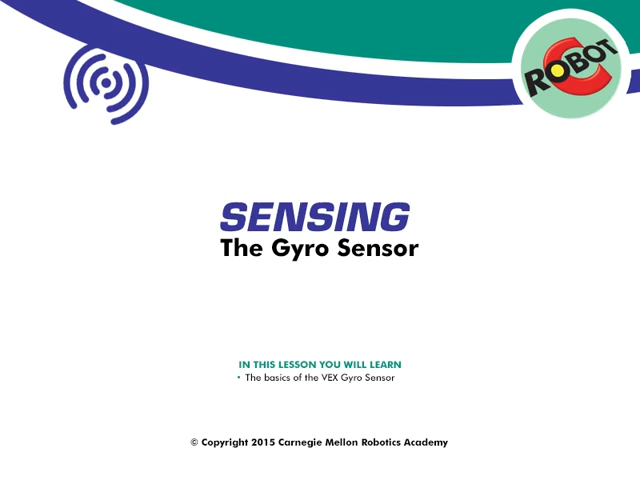 ROBOT
C
SENSING
The Gyro Sensor
IN THIS LESSON YOU WILL LEARN
• The basics of the VEX Gyro Sensor
© Copyright 2015 Carnegie Mellon Robotics Academy